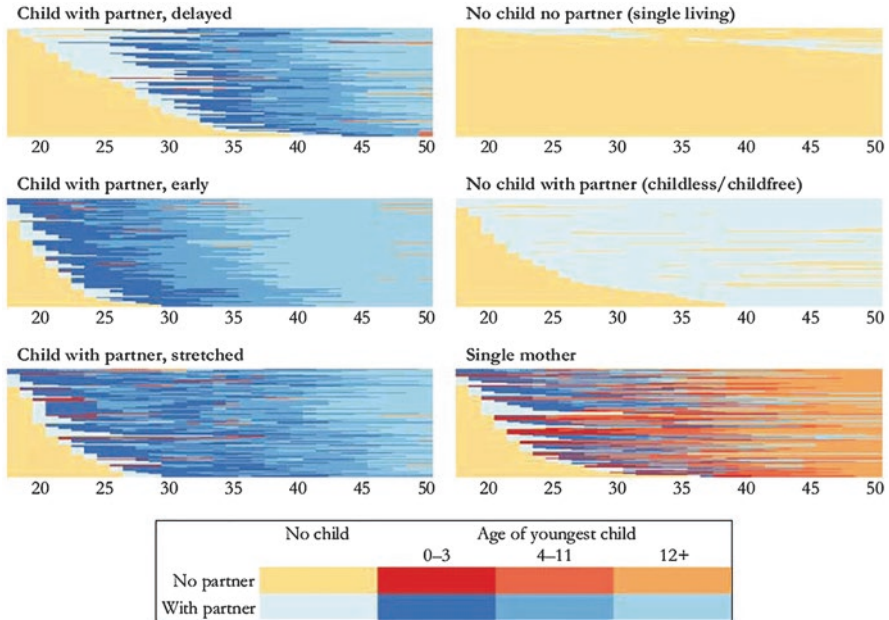 Child with partner, delayed
20 25 30 35 40 45 50
No child no partner (single living)
20 25 30 35 40 45 50
Child with partner, early
20 25 30 35 40 45 50
No child with partner (childless/childfree)
20 25 30 35 40 45 50
Child with partner, stretched
20 25 30 35 40 45 50
Single mother
20 25 30 35 40 45 50
No child Age of youngest child
0–3 4–11 12+
No partner
With partner